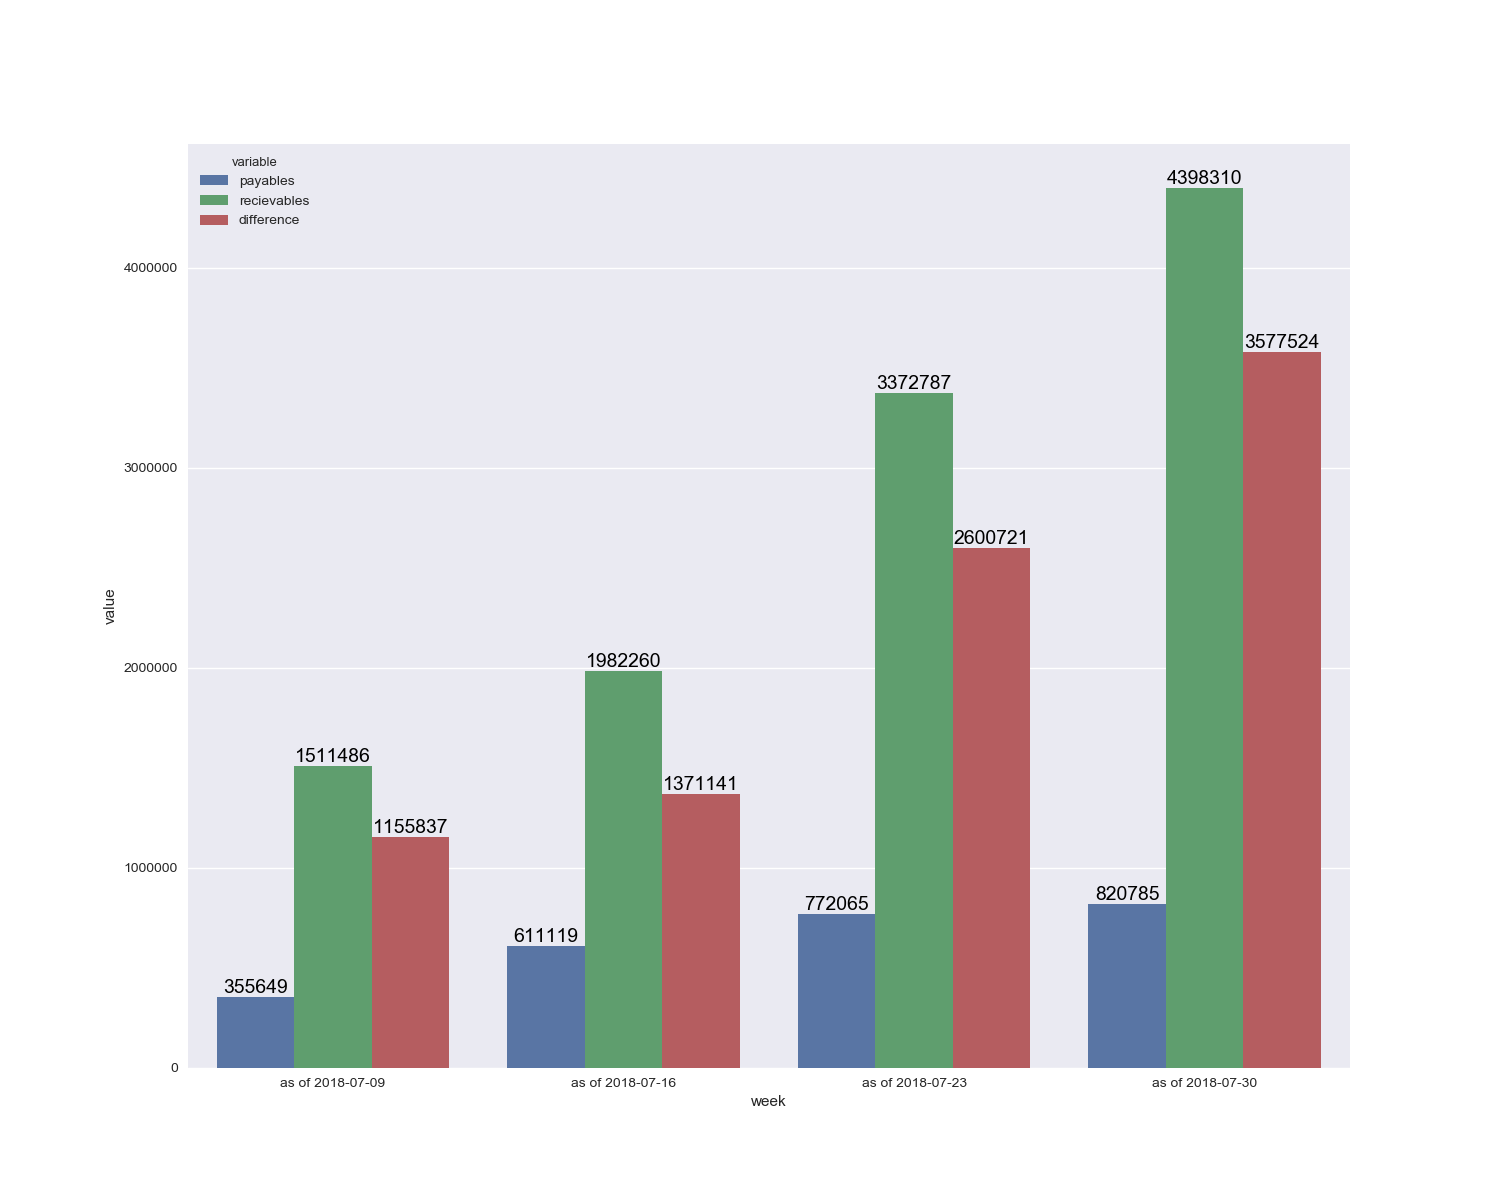 variable
payables
recievables
difference
4398310
4000000
3577524
3372787
3000000
2600721
value
1982260
2000000
1511486
1371141
1155837
1000000
820785
772065
611119
355649
0
as of 2018-07-09
as of 2018-07-16
as of 2018-07-23
as of 2018-07-30
week